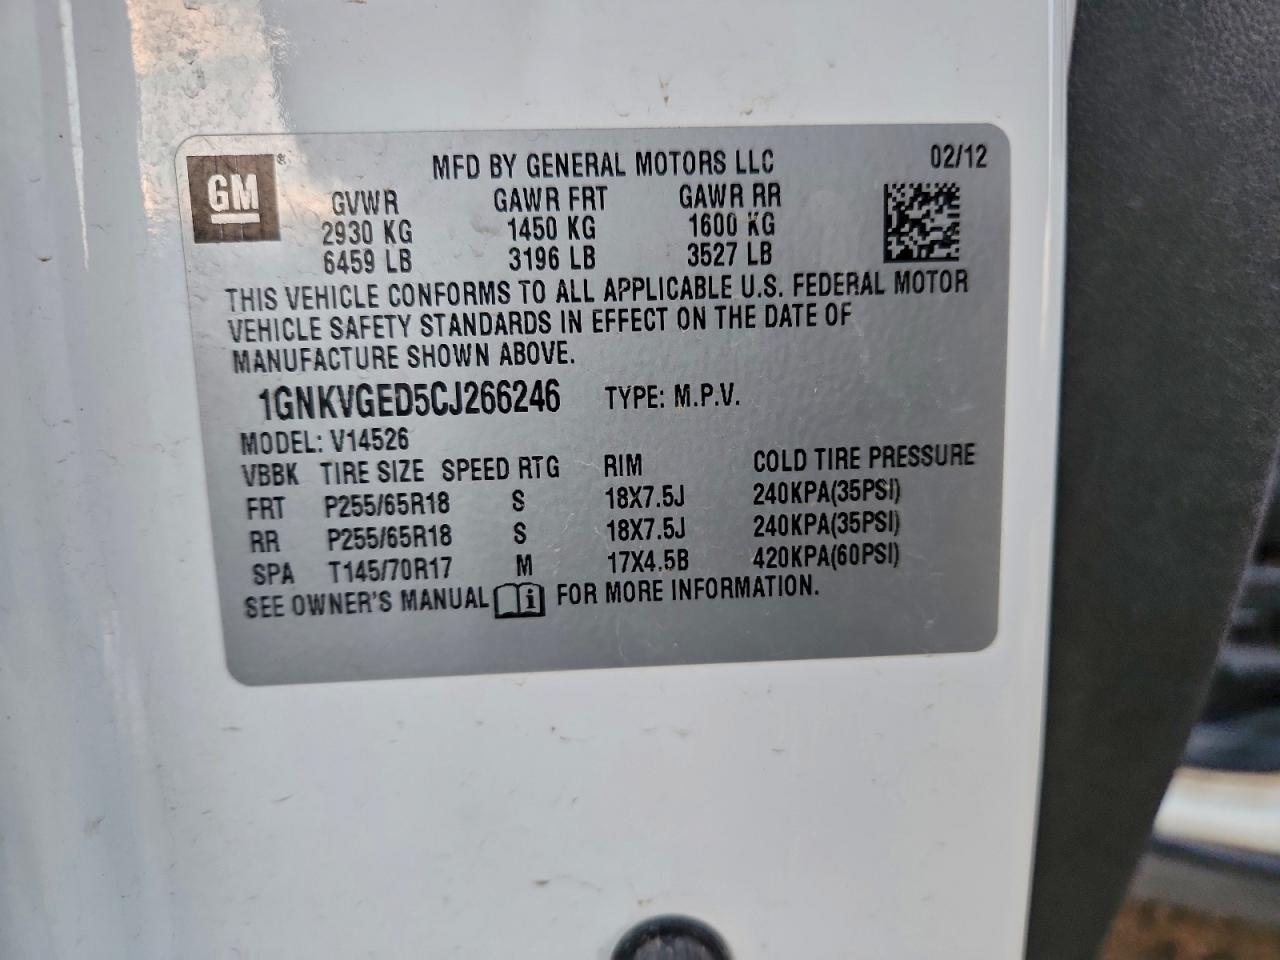 GM®
MFD BY GENERAL MOTORS LLC 02/12
GVWR GAWR FRT GAWR RR
2930 KG 1450 KG 1600 KG
6459 LB 3196 LB 3527 LB
THIS VEHICLE CONFORMS TO ALL APPLICABLE U.S. FEDERAL MOTOR
VEHICLE SAFETY STANDARDS IN EFFECT ON THE DATE OF
MANUFACTURE SHOWN ABOVE.
1GNKVGED5CJ266246 TYPE: M.P.V.
MODEL: V14526
VBBK TIRE SIZE SPEED RTG RIM COLD TIRE PRESSURE
FRT P255/65R18 S 18X7.5J 240KPA(35PSI)
RR P255/65R18 S 18X7.5J 240KPA(35PSI)
SPA T145/70R17 M 17X4.5B 420KPA(60PSI)
SEE OWNER'S MANUAL i FOR MORE INFORMATION.